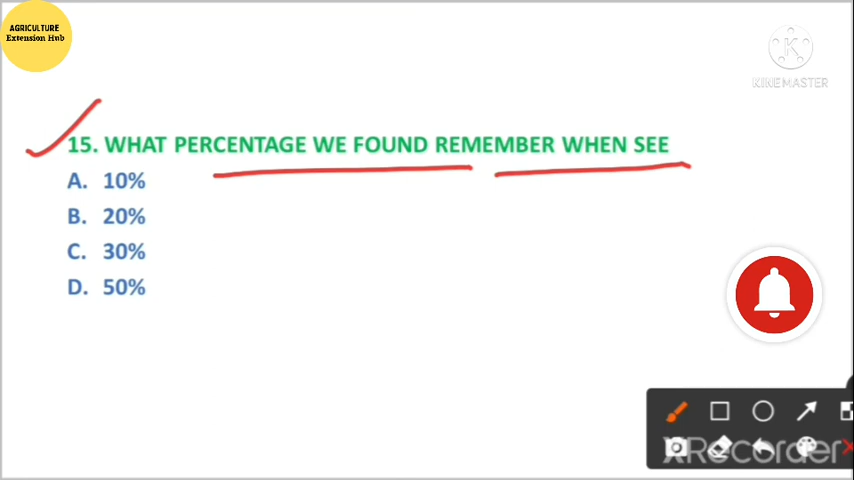 AGRICULTURE
Extension Hub
KINEMASTER
15. WHAT PERCENTAGE WE FOUND REMEMBER WHEN SEE
A. 10%
B. 20%
C. 30%
D. 50%
XRecorder